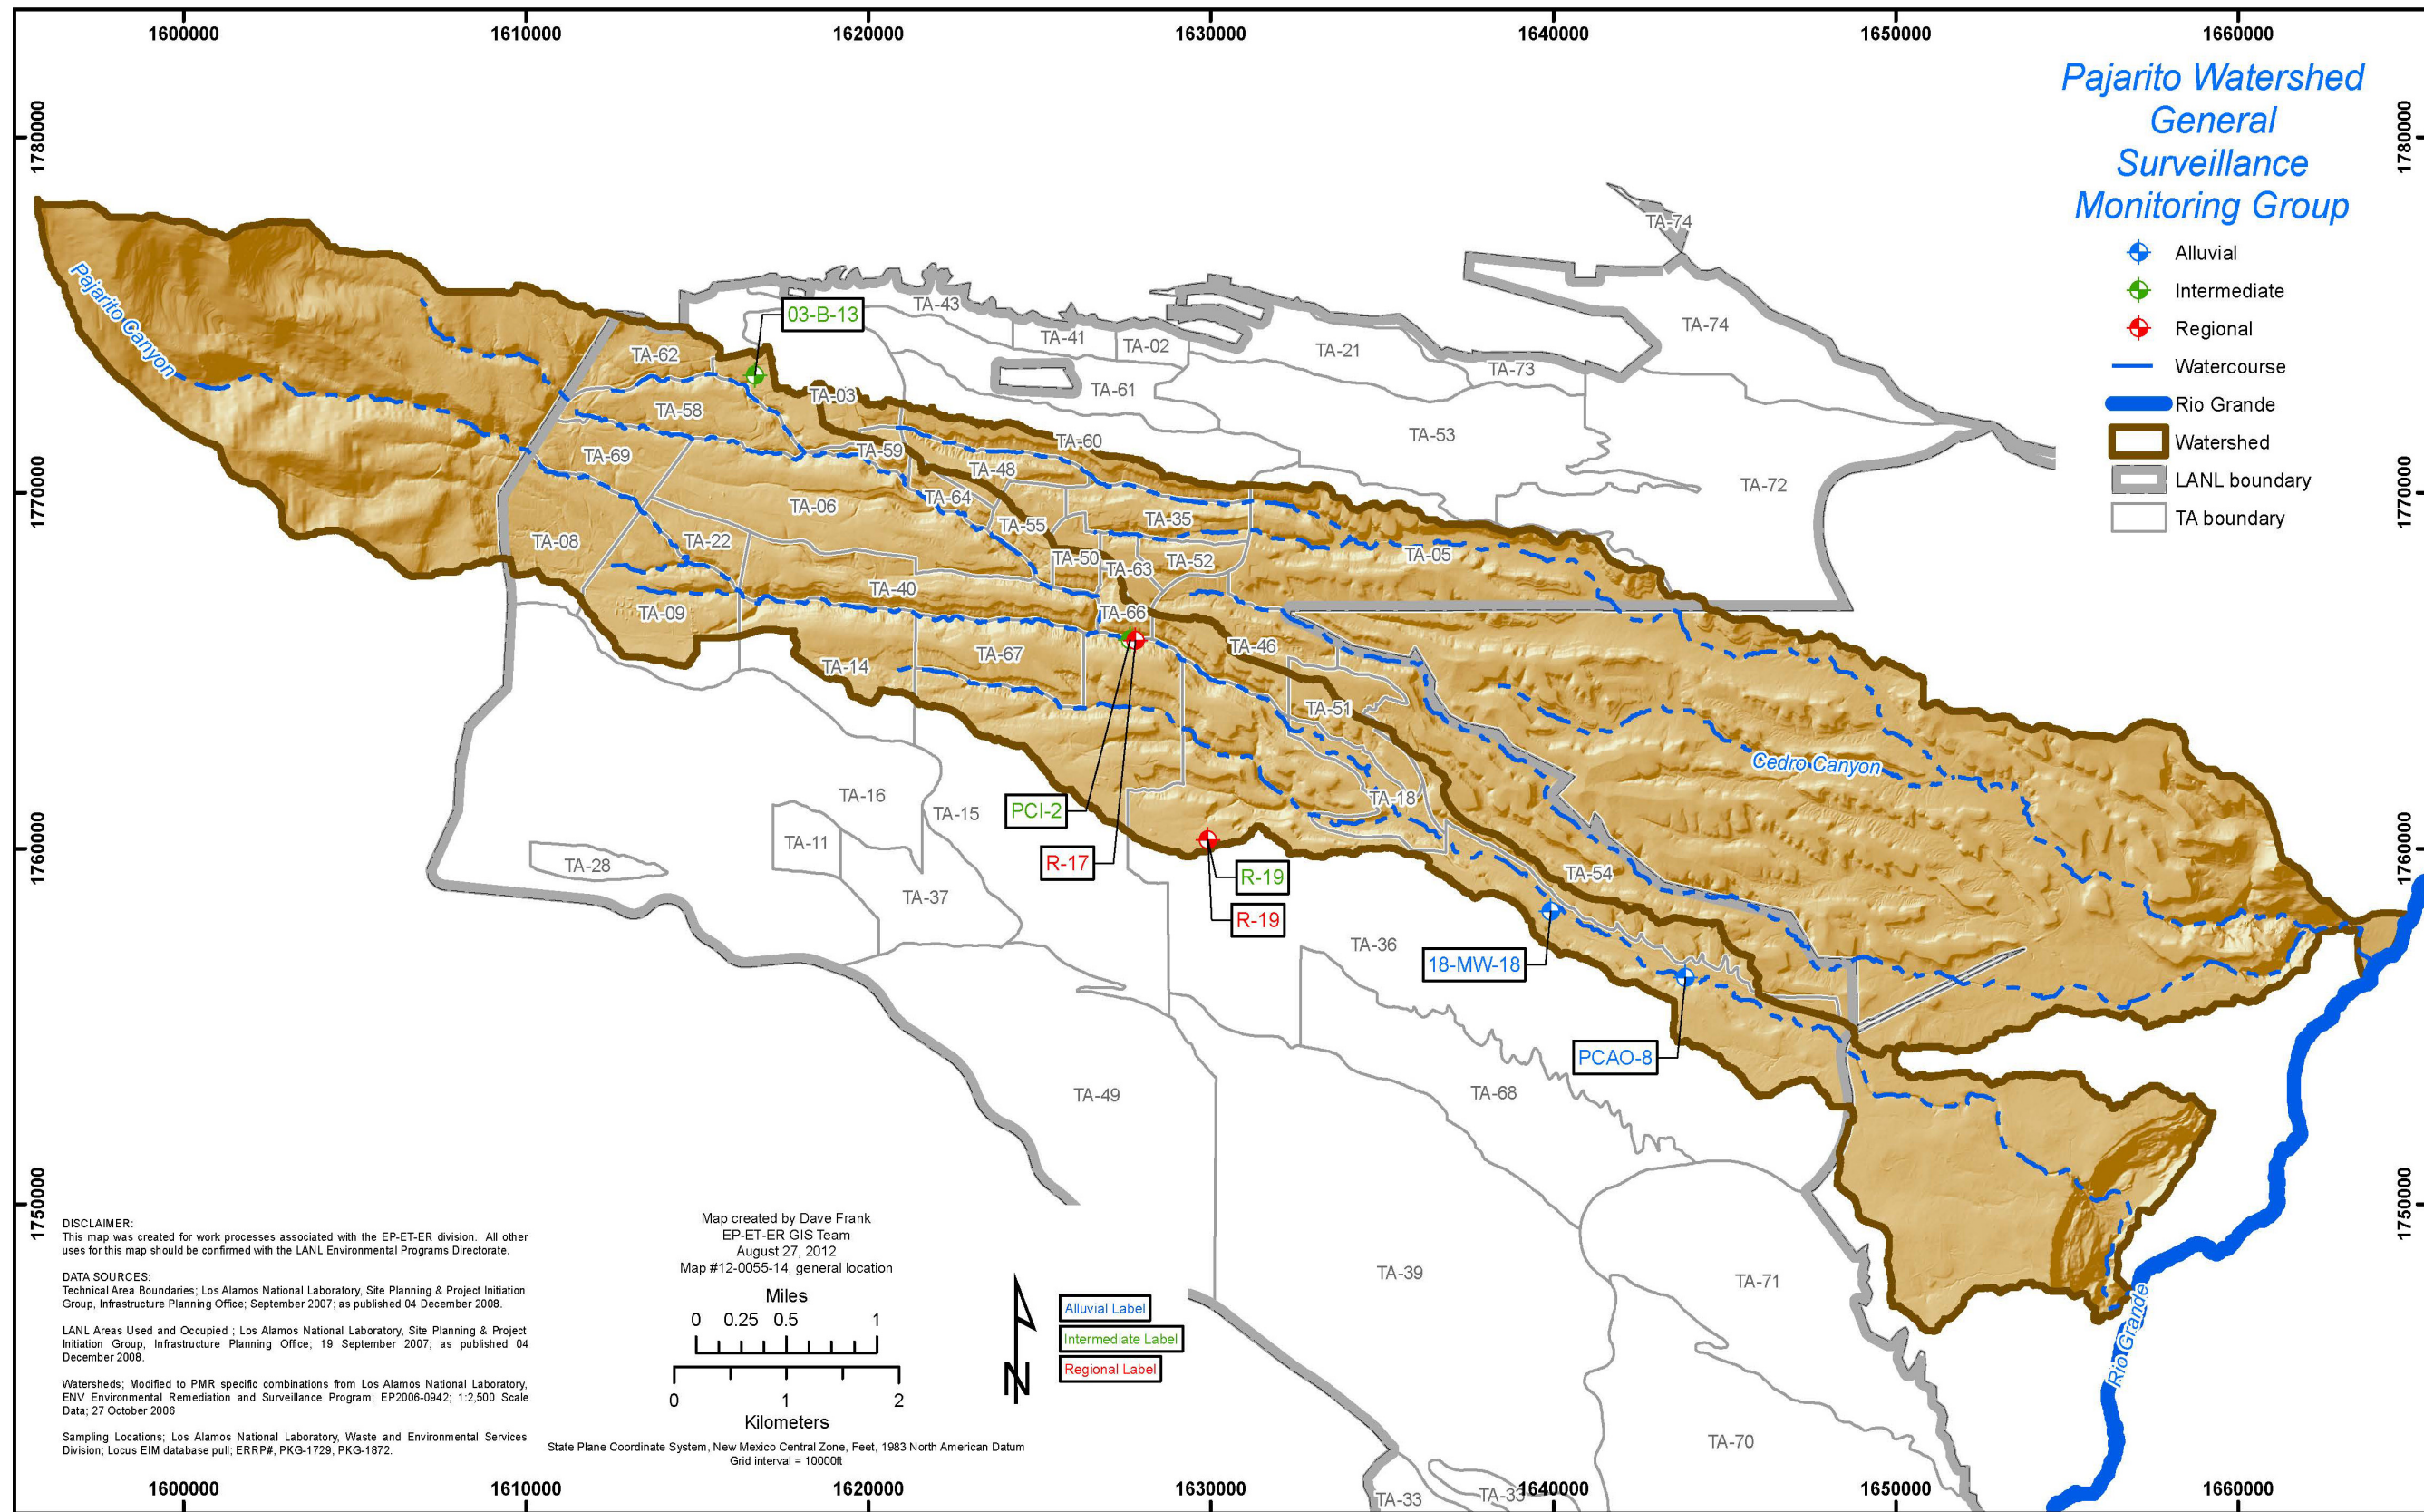 1600000 1610000 1620000 1630000 1640000 1650000 1660000
1780000
1780000
1770000
1770000
1760000
1760000
1750000
1750000
Pajarito Watershed
General
Surveillance
Monitoring Group
Alluvial
Intermediate
Regional
Watercourse
Rio Grande
Watershed
LANL boundary
TA boundary
Pajarito Canyon
03-B-13
TA-74
TA-74
TA-43
TA-41
TA-02
TA-21
TA-73
TA-61
TA-62
TA-03
TA-58
TA-53
TA-60
TA-59
TA-69
TA-48
TA-72
TA-64
TA-06
TA-55
TA-35
TA-08
TA-22
TA-50
TA-63
TA-52
TA-05
TA-40
TA-09
TA-66
TA-46
TA-14
TA-67
TA-51
Cedro Canyon
TA-16
TA-18
PCI-2
TA-15
TA-11
R-17
TA-28
R-19
TA-54
TA-37
R-19
TA-36
18-MW-18
PCAO-8
TA-49
TA-68
TA-39
TA-71
Rio Grande
TA-70
TA-33
TA-33
DISCLAIMER:
This map was created for work processes associated with the EP-ET-ER division. All other
uses for this map should be confirmed with the LANL Environmental Programs Directorate.
DATA SOURCES:
Technical Area Boundaries; Los Alamos National Laboratory, Site Planning & Project Initiation
Group, Infrastructure Planning Office; September 2007; as published 04 December 2008.
LANL Areas Used and Occupied ; Los Alamos National Laboratory, Site Planning & Project
Initiation Group, Infrastructure Planning Office; 19 September 2007; as published 04
December 2008.
Watersheds; Modified to PMR specific combinations from Los Alamos National Laboratory,
ENV Environmental Remediation and Surveillance Program; EP2006-0942; 1:2,500 Scale
Data; 27 October 2006
Sampling Locations; Los Alamos National Laboratory, Waste and Environmental Services
Division; Locus EIM database pull; ERRP#, PKG-1729, PKG-1872.
Map created by Dave Frank
EP-ET-ER GIS Team
August 27, 2012
Map #12-0055-14, general location
Miles
0 0.25 0.5 1
0 1 2
Kilometers
State Plane Coordinate System, New Mexico Central Zone, Feet, 1983 North American Datum
Grid interval = 10000ft
N
Alluvial Label
Intermediate Label
Regional Label
1600000 1610000 1620000 1630000 1640000 1650000 1660000